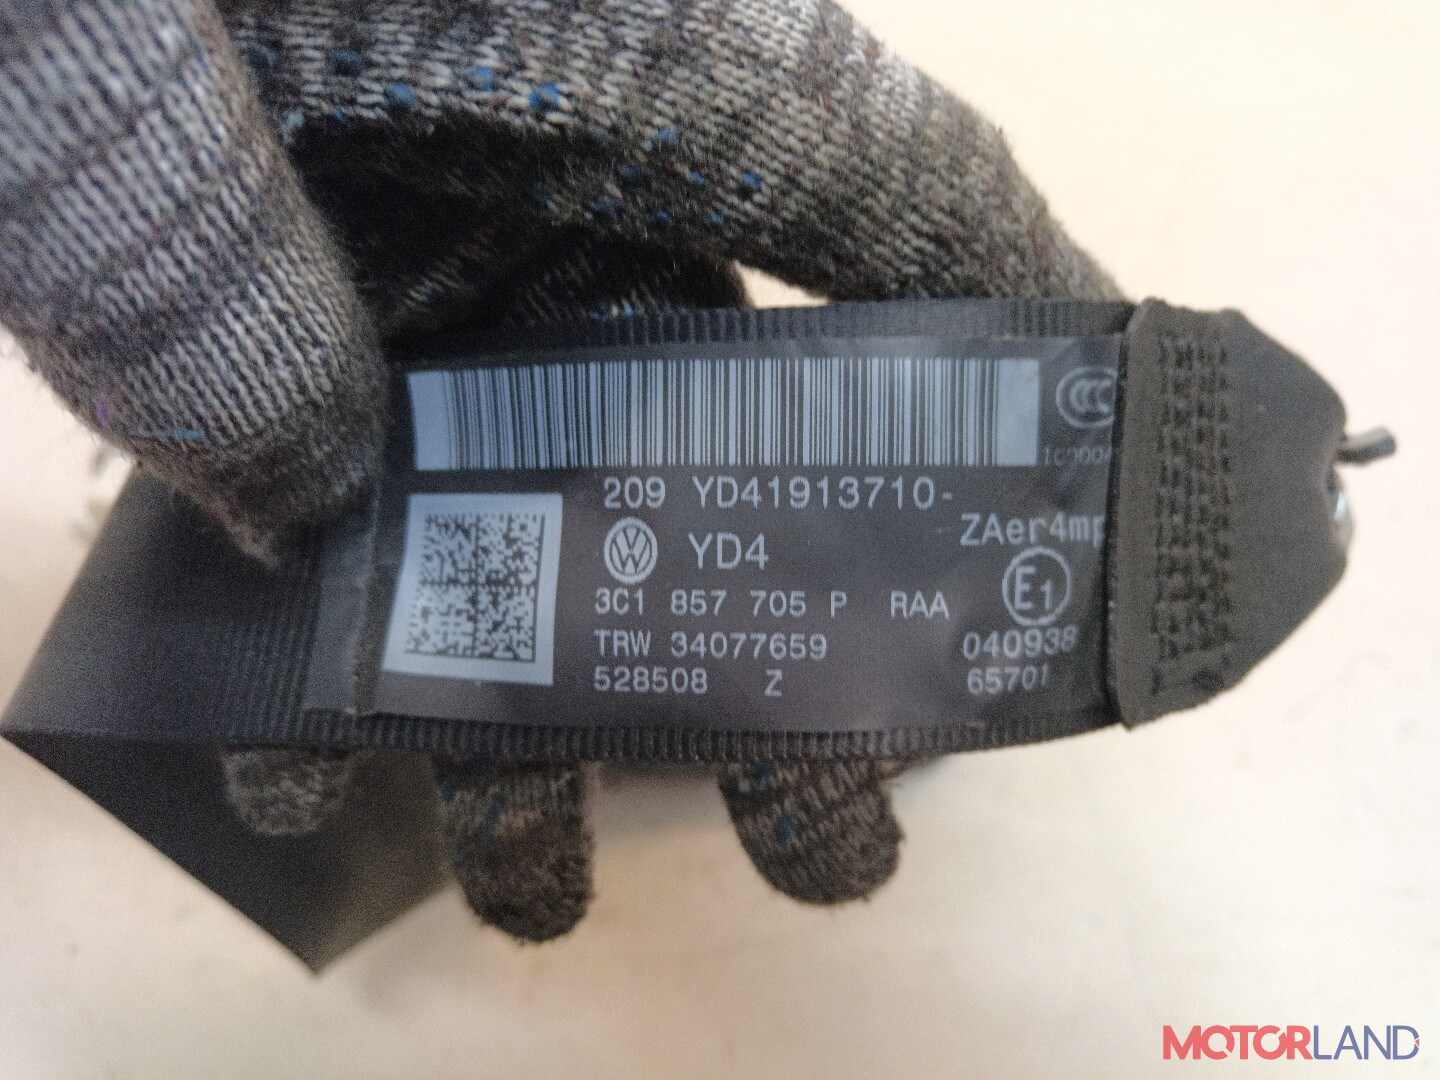 209 YD41913710-
ZAer4mp
YD4
E1
3C1 857 705 P RAA
TRW 34077659
040938
528508 Z
65701
MOTORLAND